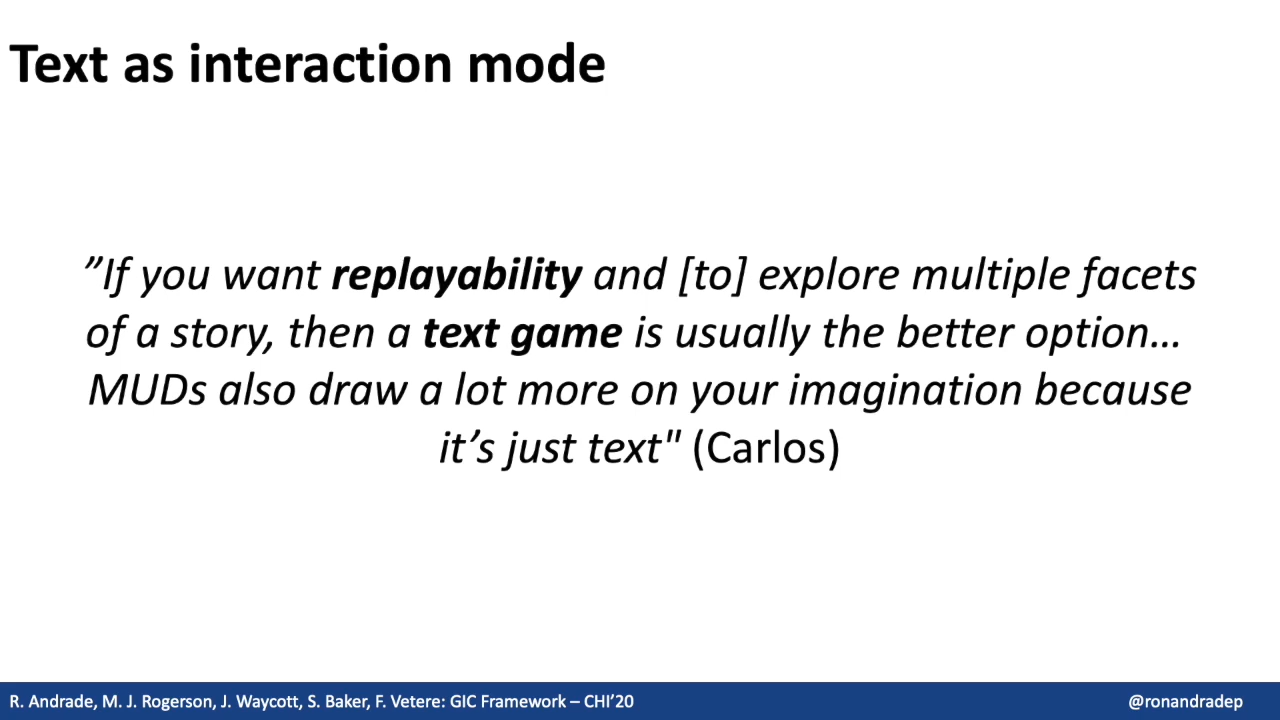 Text as interaction mode
”If you want replayability and [to] explore multiple facets
of a story, then a text game is usually the better option…
MUDs also draw a lot more on your imagination because
it’s just text" (Carlos)
R. Andrade, M. J. Rogerson, J. Waycott, S. Baker, F. Vetere: GIC Framework – CHI’20
@ronandradep